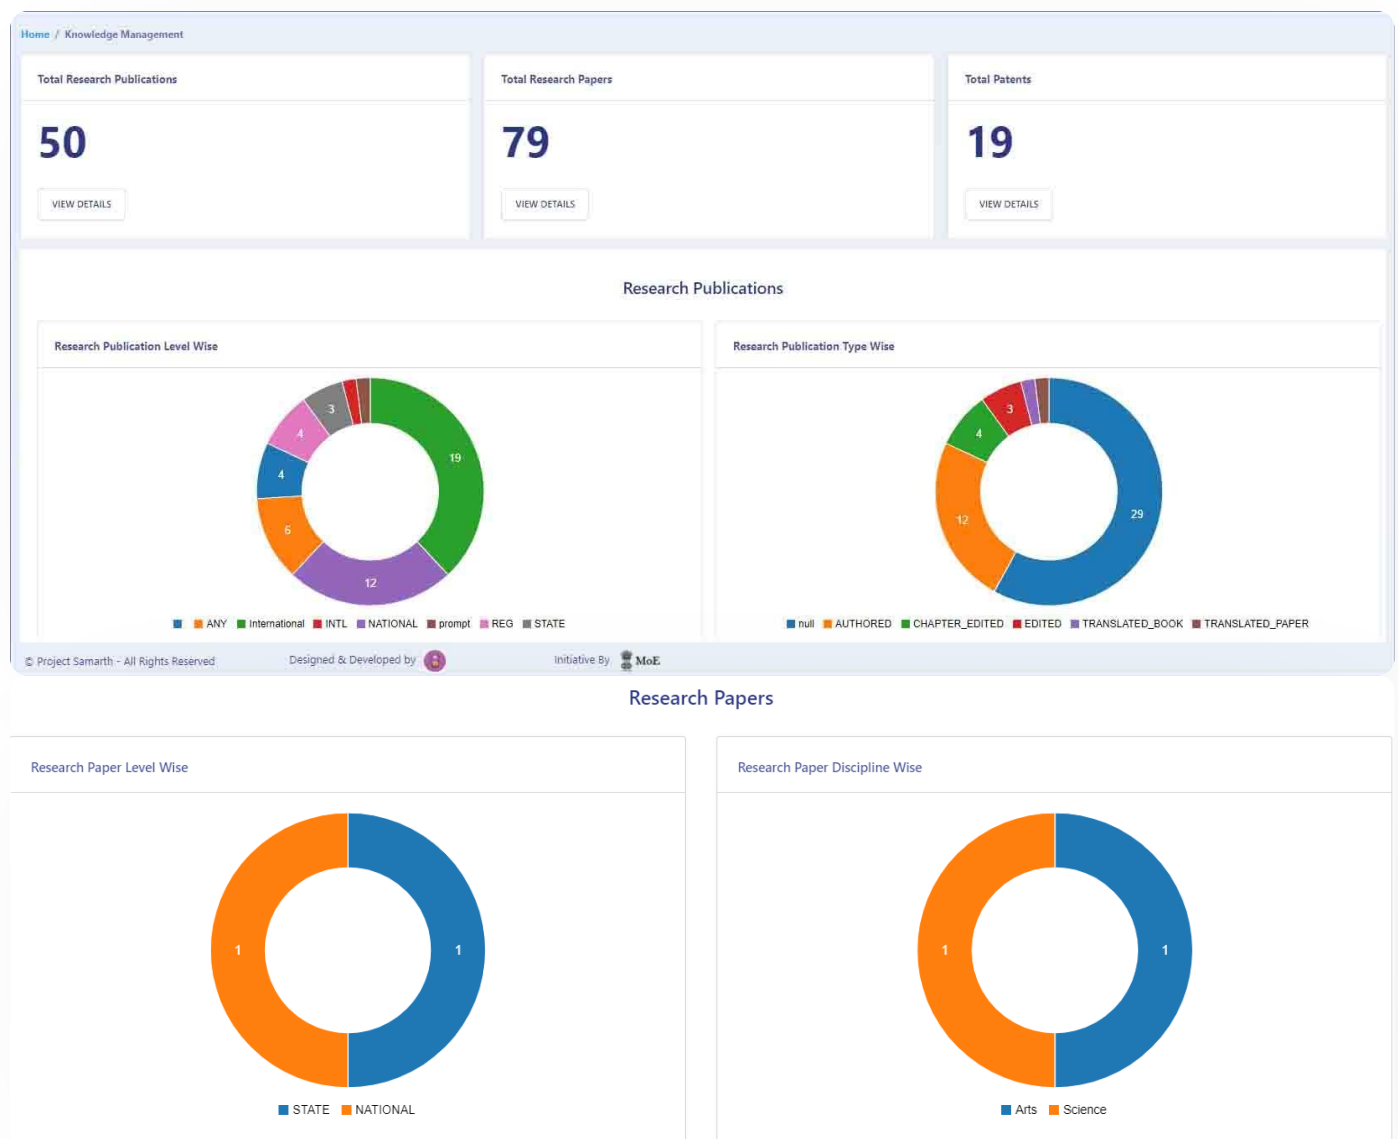 Home / Knowledge Management
Total Research Publications
50
VIEW DETAILS
Total Research Papers
79
VIEW DETAILS
Total Patents
19
VIEW DETAILS
Research Publications
Research Publication Level Wise
3
4
4
6
12
19
ANY International INTL NATIONAL prompt REG STATE
Research Publication Type Wise
3
4
12
29
null AUTHORED CHAPTER_EDITED EDITED TRANSLATED_BOOK TRANSLATED_PAPER
© Project Samarth - All Rights Reserved Designed & Developed by Initiative By MoE
Research Papers
Research Paper Level Wise
1 1
STATE NATIONAL
Research Paper Discipline Wise
1 1
Arts Science